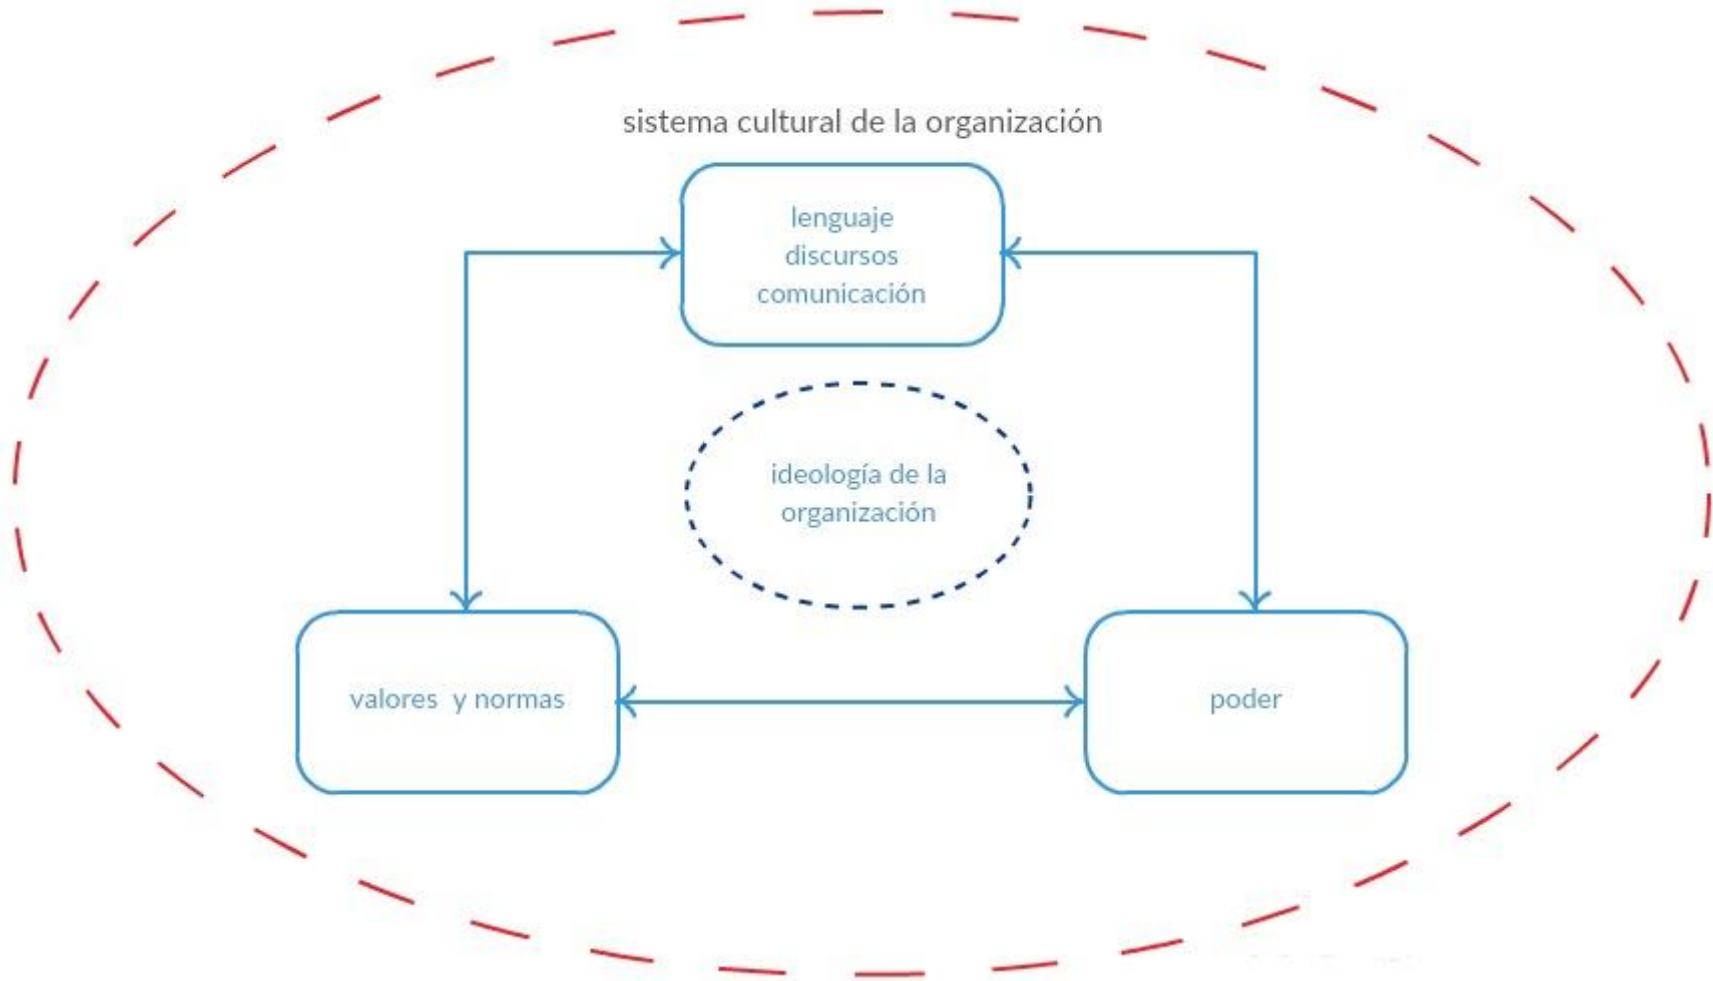 sistema cultural de la organización
lenguaje
discursos
comunicación
ideología de la
organización
valores y normas
poder